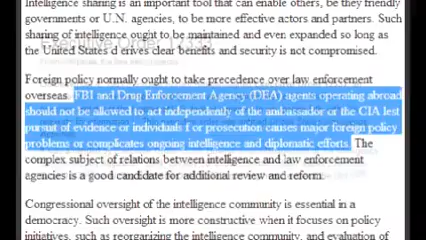 Intelligence sharing is an important tool that can enable others, be they friendly
governments or U.N. agencies, to be more effective actors and partners. Such
sharing of intelligence ought to be maintained and even expanded so long as
the United States d erives clear benefits and security is not compromised.
Executive Order 12333
Foreign policy normally ought to take precedence over law enforcement
overseas. FBI and Drug Enforcement Agency (DEA) agents operating abroad
should not be allowed to act independently of the ambassador or the CIA lest
pursuit of evidence or individuals f or prosecution causes major foreign policy
problems or complicates ongoing intelligence and diplomatic efforts. The
complex subject of relations between intelligence and law enforcement
agencies is a good candidate for additional review and reform.
Congressional oversight of the intelligence community is essential in a
democracy. Such oversight is more constructive when it focuses on policy
initiatives, such as reorganizing the intelligence community, and evaluation of